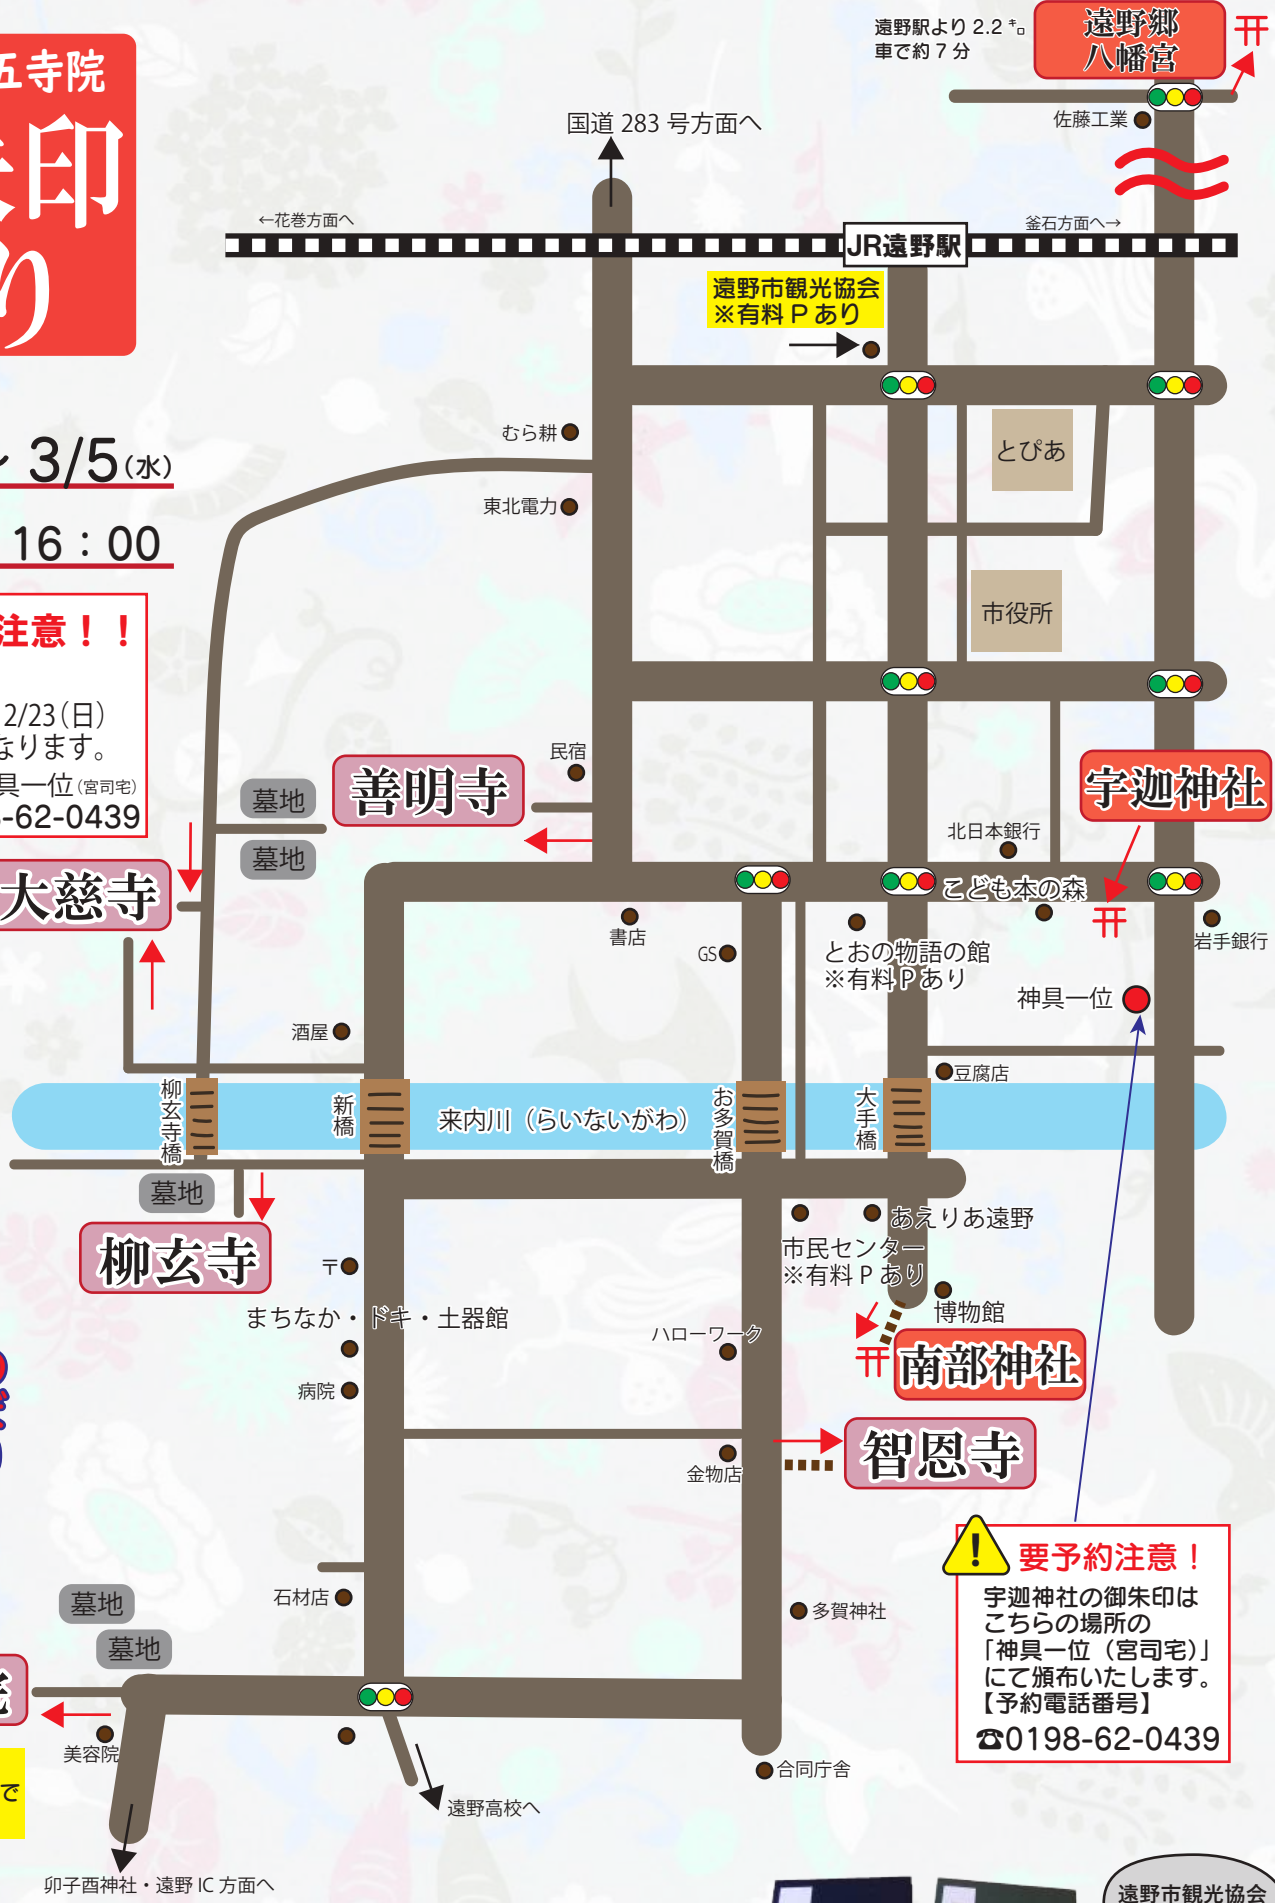 五寺院
朱印
り
遠野駅より 2.2 ㌔
車で約 7 分
遠野郷
八幡宮
佐藤工業
国道 283 号方面へ
←花巻方面へ
釜石方面へ→
JR遠野駅
遠野市観光協会
※有料 P あり
～ 3/5(水)
16：00
むら耕
東北電力
とぴあ
市役所
注意！！
2/23(日)
なります。
具一位(宮司宅)
-62-0439
民宿
善明寺
墓地
墓地
大慈寺
宇迦神社
北日本銀行
こども本の森
書店
GS
とおの物語の館
※有料 P あり
岩手銀行
神具一位
酒屋
豆腐店
柳玄寺橋
新橋
来内川（らいないがわ）
お多賀橋
大手橋
墓地
柳玄寺
〒
まちなか・ドキ・土器館
病院
あえりあ遠野
市民センター
※有料 P あり
博物館
ハローワーク
南部神社
智恩寺
金物店
石材店
多賀神社
墓地
墓地
要予約注意！
宇迦神社の御朱印は
こちらの場所の
「神具一位（宮司宅）」
にて頒布いたします。
【予約電話番号】
☎0198-62-0439
美容院
で
合同庁舎
遠野高校へ
卯子酉神社・遠野 IC 方面へ
遠野市観光協会